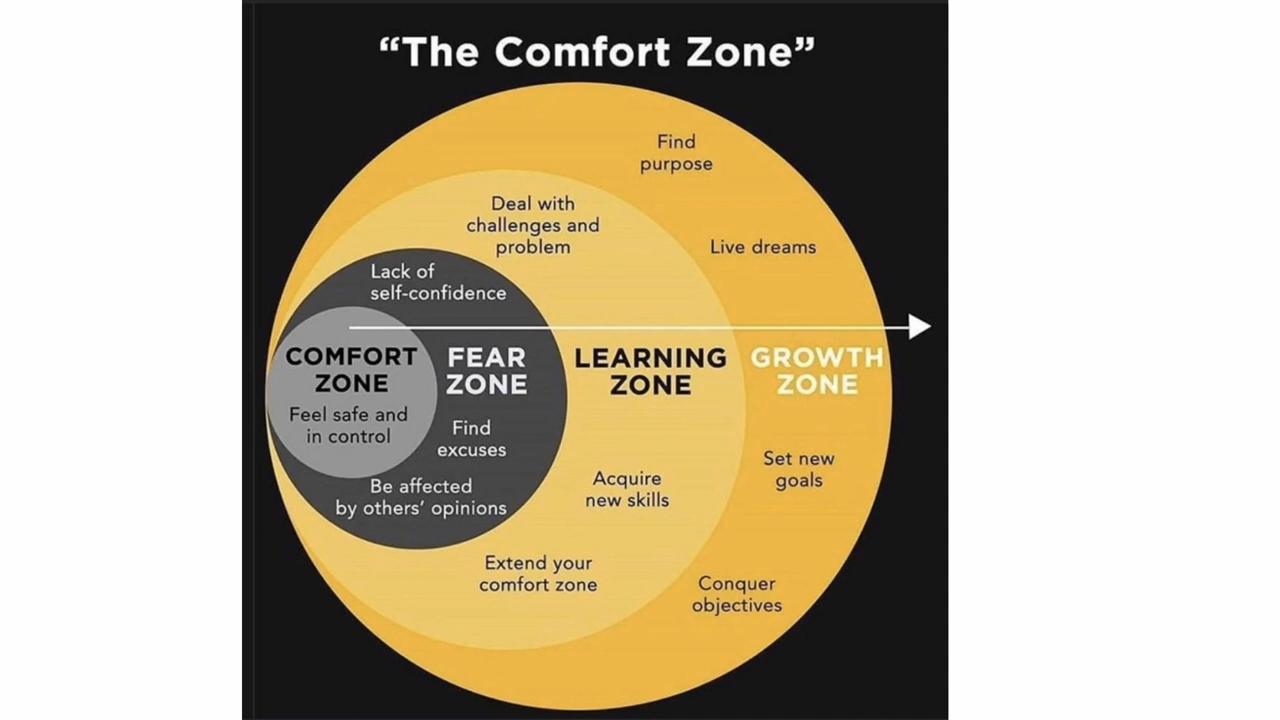 “The Comfort Zone”
Find
purpose
Deal with
challenges and
problem
Live dreams
Lack of
self-confidence
COMFORT
ZONE
Feel safe and
in control
FEAR
ZONE
LEARNING
ZONE
GROWTH
ZONE
Find
excuses
Be affected
by others’ opinions
Acquire
new skills
Set new
goals
Extend your
comfort zone
Conquer
objectives